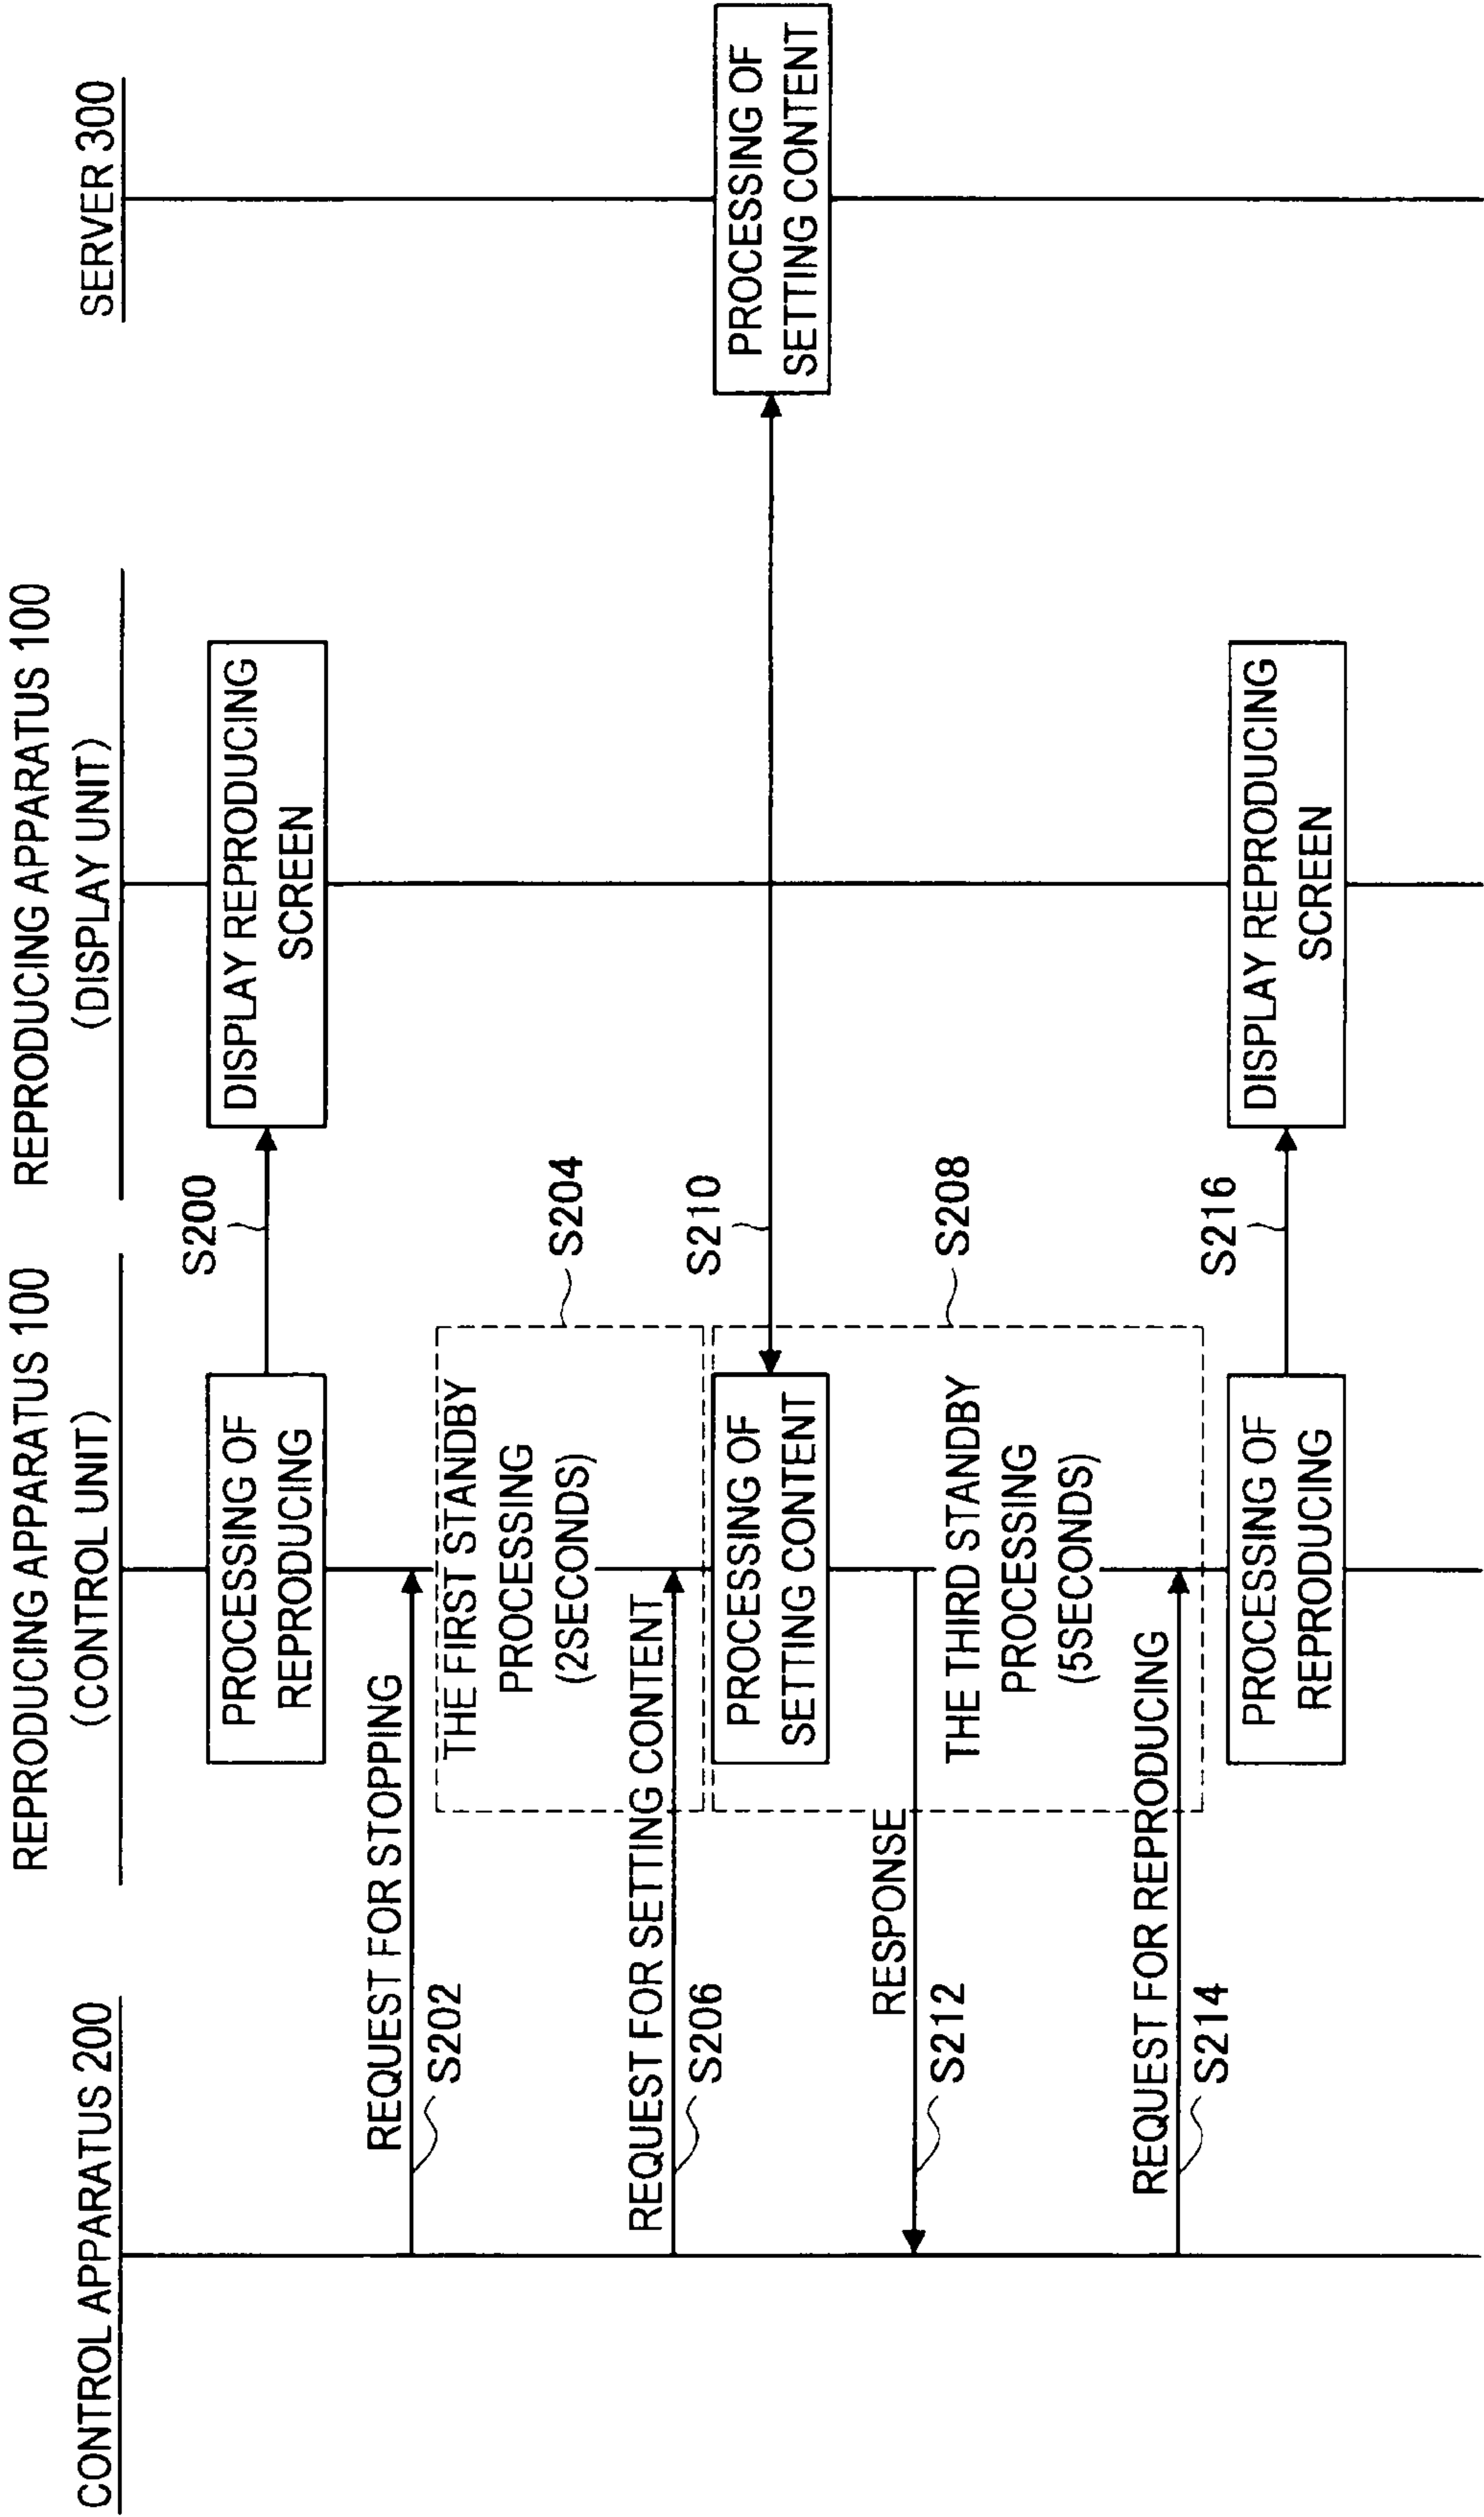 CONTROL APPARATUS 200
REPRODUCING APPARATUS 100
(CONTROL UNIT)
REPRODUCING APPARATUS 100
(DISPLAY UNIT)
SERVER 300
PROCESSING OF
REPRODUCING
S200
DISPLAY REPRODUCING
SCREEN
REQUEST FOR STOPPING
S202
THE FIRST STANDBY
PROCESSING
(2SECONDS)
S204
REQUEST FOR SETTING CONTENT
S206
PROCESSING OF
SETTING CONTENT
S210
PROCESSING OF
SETTING CONTENT
RESPONSE
S212
THE THIRD STANDBY
PROCESSING
(5SECONDS)
S208
REQUEST FOR REPRODUCING
S214
PROCESSING OF
REPRODUCING
S216
DISPLAY REPRODUCING
SCREEN